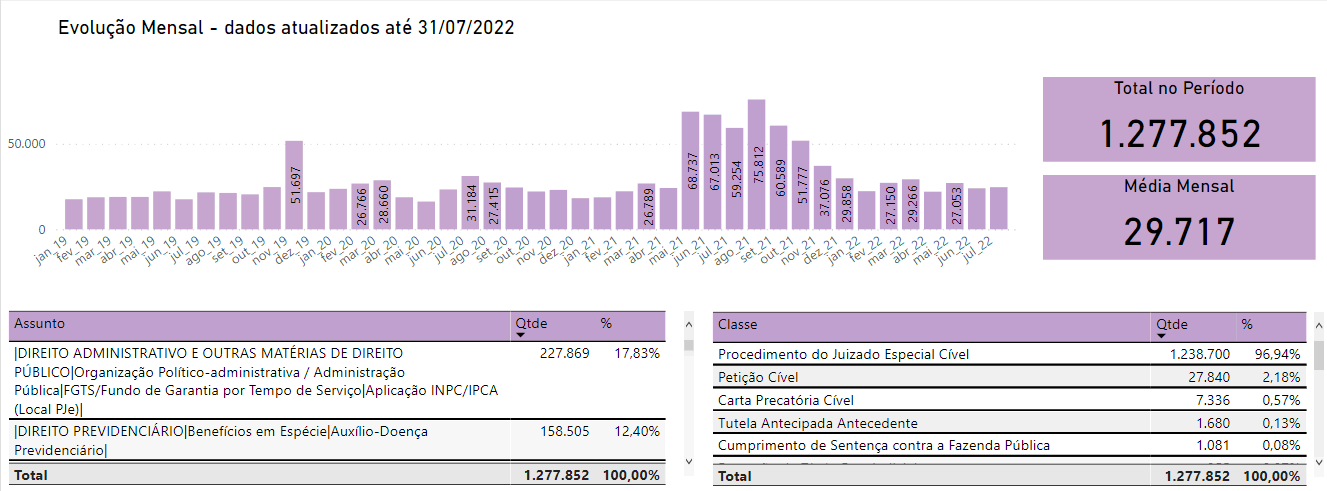 Evolução Mensal - dados atualizados até 31/07/2022
Total no Período
1.277.852
Média Mensal
29.717
50.000
0
51.697
26.766
28.660
31.184
27.415
26.789
68.737
67.013
59.254
75.812
60.589
51.777
37.076
29.858
27.150
29.266
27.053
jan_19
fev_19
mar_19
abr_19
mai_19
jun_19
jul_19
ago_19
set_19
out_19
nov_19
dez_19
jan_20
fev_20
mar_20
abr_20
mai_20
jun_20
jul_20
ago_20
set_20
out_20
nov_20
dez_20
jan_21
fev_21
mar_21
abr_21
mai_21
jun_21
jul_21
ago_21
set_21
out_21
nov_21
dez_21
jan_22
fev_22
mar_22
abr_22
mai_22
jun_22
jul_22
Assunto Qtde %
|DIREITO ADMINISTRATIVO E OUTRAS MATÉRIAS DE DIREITO 227.869 17,83%
PÚBLICO|Organização Político-administrativa / Administração
Pública|FGTS/Fundo de Garantia por Tempo de Serviço|Aplicação INPC/IPCA
(Local PJe)|
|DIREITO PREVIDENCIÁRIO|Benefícios em Espécie|Auxílio-Doença 158.505 12,40%
Previdenciário|
Total 1.277.852 100,00%
Classe Qtde %
Procedimento do Juizado Especial Cível 1.238.700 96,94%
Petição Cível 27.840 2,18%
Carta Precatória Cível 7.336 0,57%
Tutela Antecipada Antecedente 1.680 0,13%
Cumprimento de Sentença contra a Fazenda Pública 1.081 0,08%
Total 1.277.852 100,00%